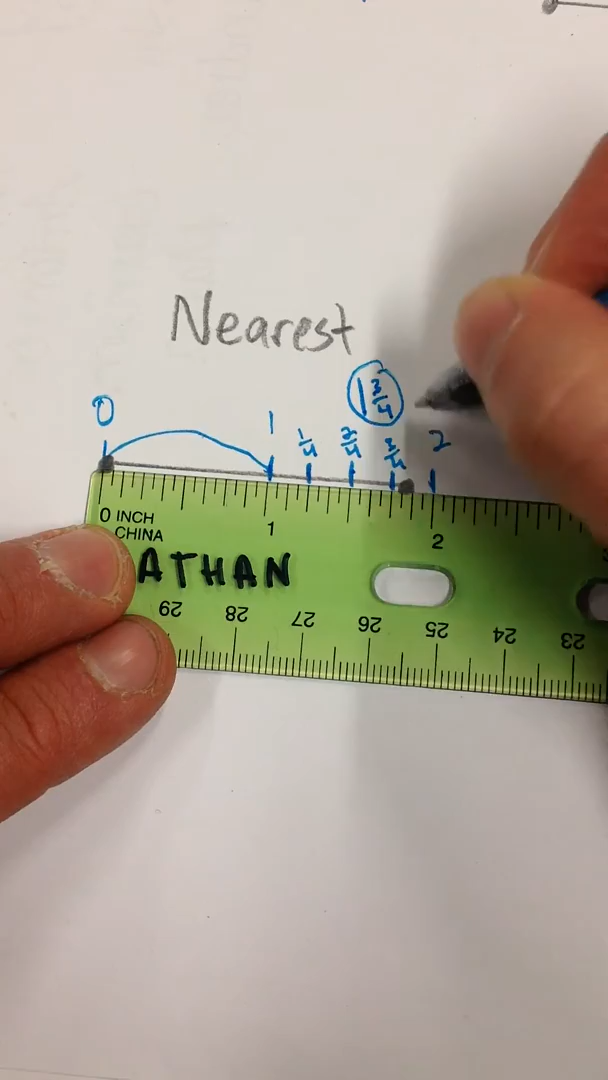 Nearest
1 3/4
0 1 1/4 2/4 3/4 2
0 INCH 1 2
CHINA
ATHAN
29 28 27 26 25 24 23